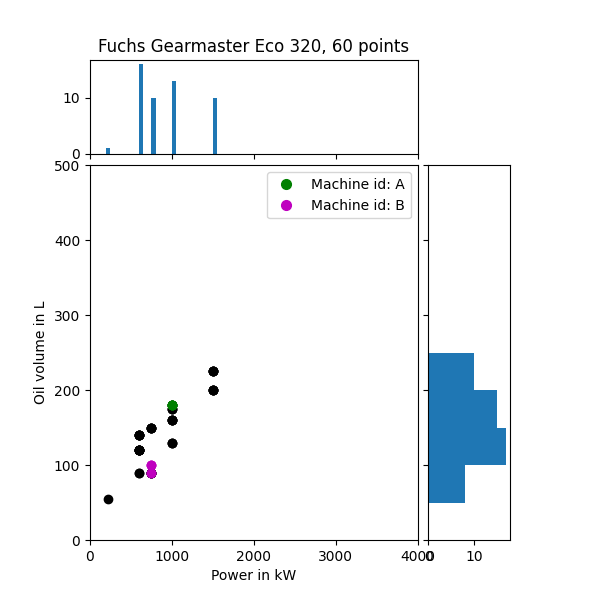 Fuchs Gearmaster Eco 320, 60 points
10
0
500
400
300
200
100
0
Oil volume in L
Machine id: A
Machine id: B
0 1000 2000 3000 4000
0 10
Power in kW